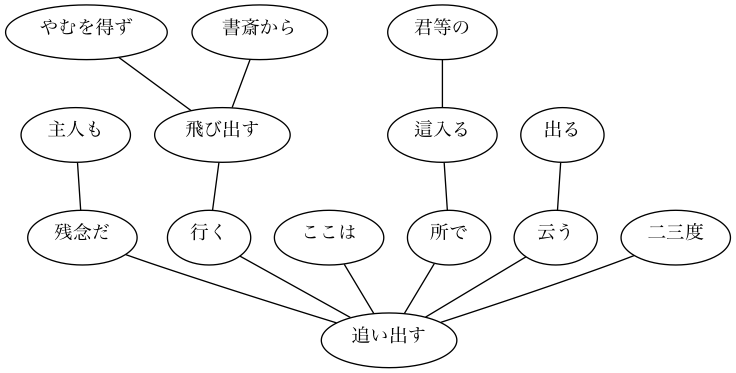 やむを得ず
書斎から
君等の
主人も
飛び出す
這入る
出る
残念だ
行く
ここは
所で
云う
二三度
追い出す